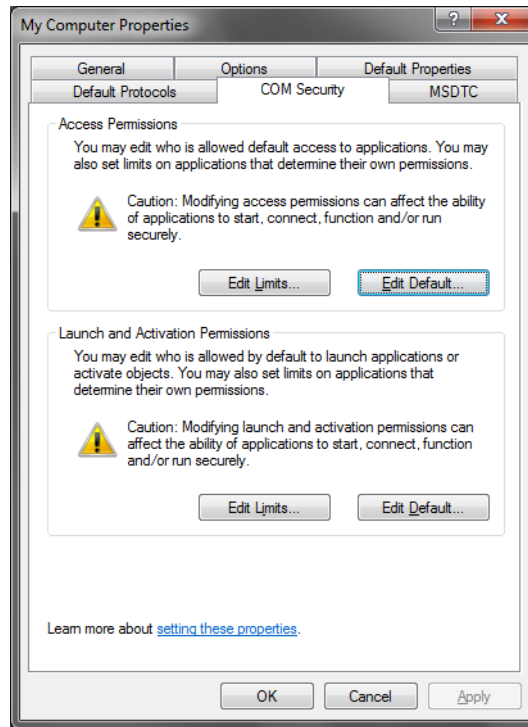 My Computer Properties
?
X
General
Options
Default Properties
Default Protocols
COM Security
MSDTC
Access Permissions
You may edit who is allowed default access to applications. You may
also set limits on applications that determine their own permissions.
Caution: Modifying access permissions can affect the ability
of applications to start, connect, function and/or run
securely.
Edit Limits...
Edit Default...
Launch and Activation Permissions
You may edit who is allowed by default to launch applications or
activate objects. You may also set limits on applications that
determine their own permissions.
Caution: Modifying launch and activation permissions can
affect the ability of applications to start, connect, function
and/or run securely.
Edit Limits...
Edit Default...
Learn more about setting these properties.
OK
Cancel
Apply